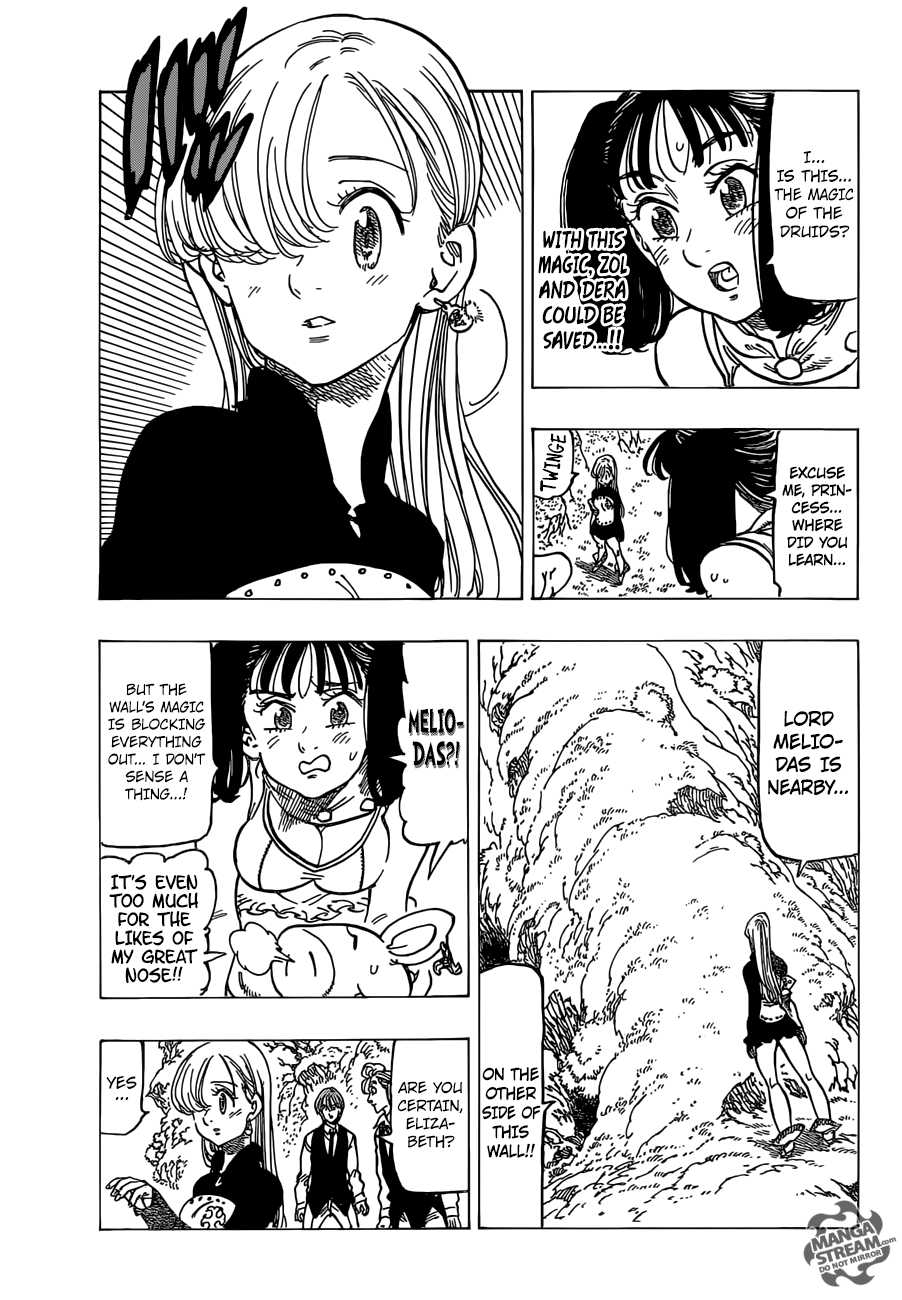 I...
IS THIS...
THE MAGIC
OF THE
DRUIDS?
WITH THIS
MAGIC, ZOL
AND DERA
COULD BE
SAVED...!!
EXCUSE
ME, PRIN-
CESS...
WHERE
DID YOU
LEARN...
TWINGE
LORD
MELIO-
DAS IS
NEARBY...
ON THE
OTHER
SIDE OF
THIS
WALL!!
MELIO-
DAS?!
BUT THE
WALL'S MAGIC
IS BLOCKING
EVERYTHING
OUT... I DON'T
SENSE A
THING...!
IT'S EVEN
TOO MUCH
FOR THE
LIKES OF
MY GREAT
NOSE!!
ARE YOU
CERTAIN,
ELIZA-
BETH?
YES
...
MANGA
STREAM.com
DO NOT MIRROR